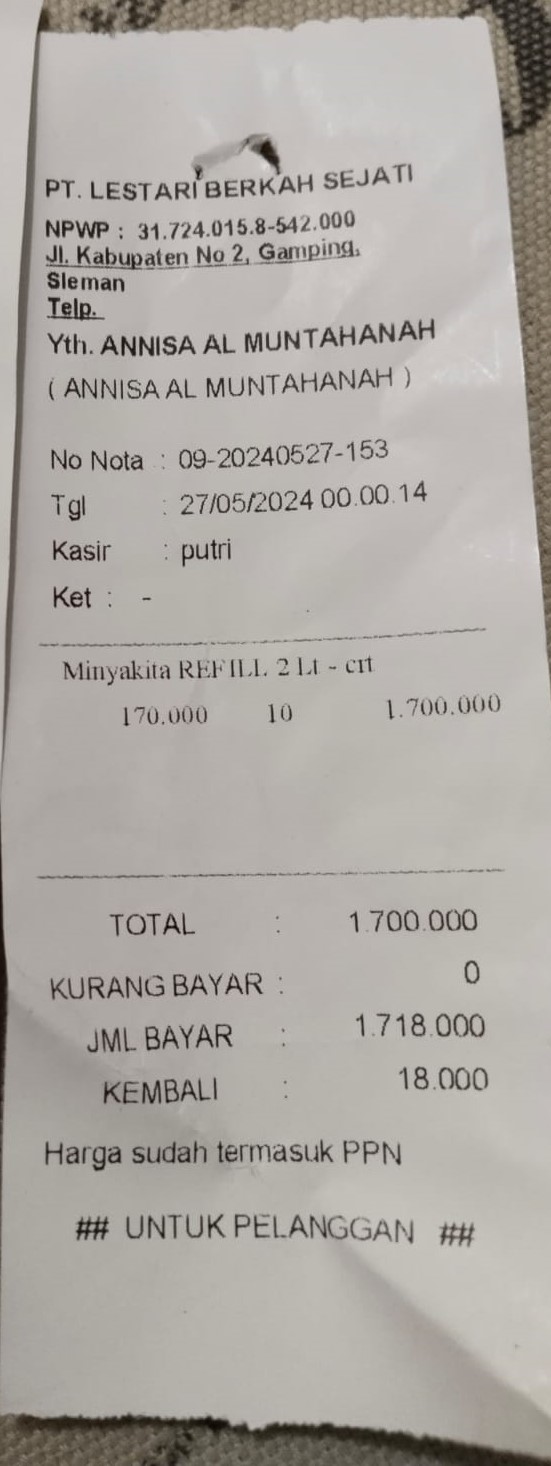 PT. LESTARI BERKAH SEJATI
NPWP : 31.724.015.8-542.000
Jl. Kabupaten No 2, Gamping,
Sleman
Telp.
Yth. ANNISA AL MUNTAHANAH
( ANNISA AL MUNTAHANAH )
No Nota : 09-20240527-153
Tgl : 27/05/2024 00.00.14
Kasir : putri
Ket : -
Minyakita REFILL 2 Lt - crt
170.000 10 1.700.000
TOTAL : 1.700.000
KURANG BAYAR : 0
JML BAYAR : 1.718.000
KEMBALI : 18.000
Harga sudah termasuk PPN
## UNTUK PELANGGAN ##